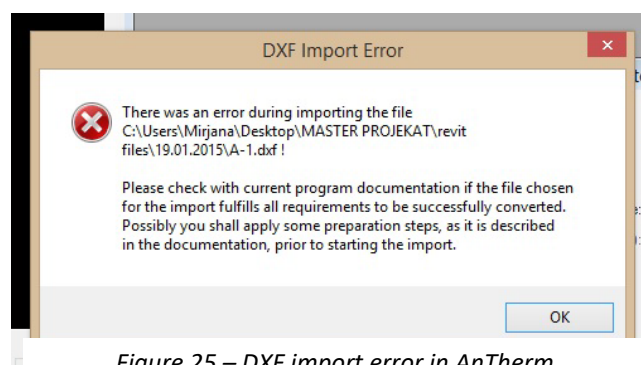 DXF Import Error
There was an error during importing the file
C:\Users\Mirjana\Desktop\MASTER PROJEKAT\revit
files\19.01.2015\A-1.dxf !
Please check with current program documentation if the file chosen
for the import fulfills all requirements to be successfully converted.
Possibly you shall apply some preparation steps, as it is described
in the documentation, prior to starting the import.
OK
Figure 25 – DXF import error in AnTherm